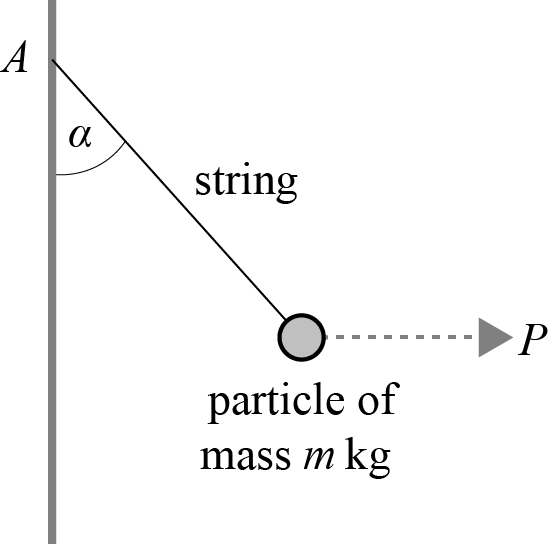 A
α
string
P
particle of
mass m kg